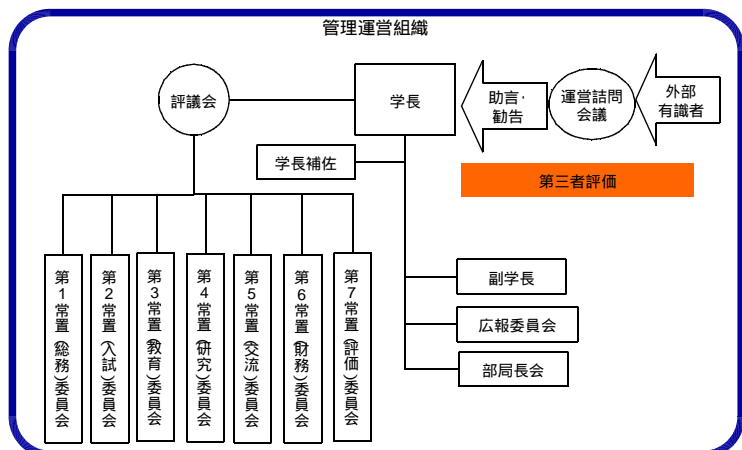 管理運営組織
評議会
学長
助言・
勧告
運営諮問
会議
外部
有識者
学長補佐
第三者評価
第1常置(総務)委員会
第2常置(入試)委員会
第3常置(教育)委員会
第4常置(研究)委員会
第5常置(交流)委員会
第6常置(財務)委員会
第7常置(評価)委員会
副学長
広報委員会
部局長会